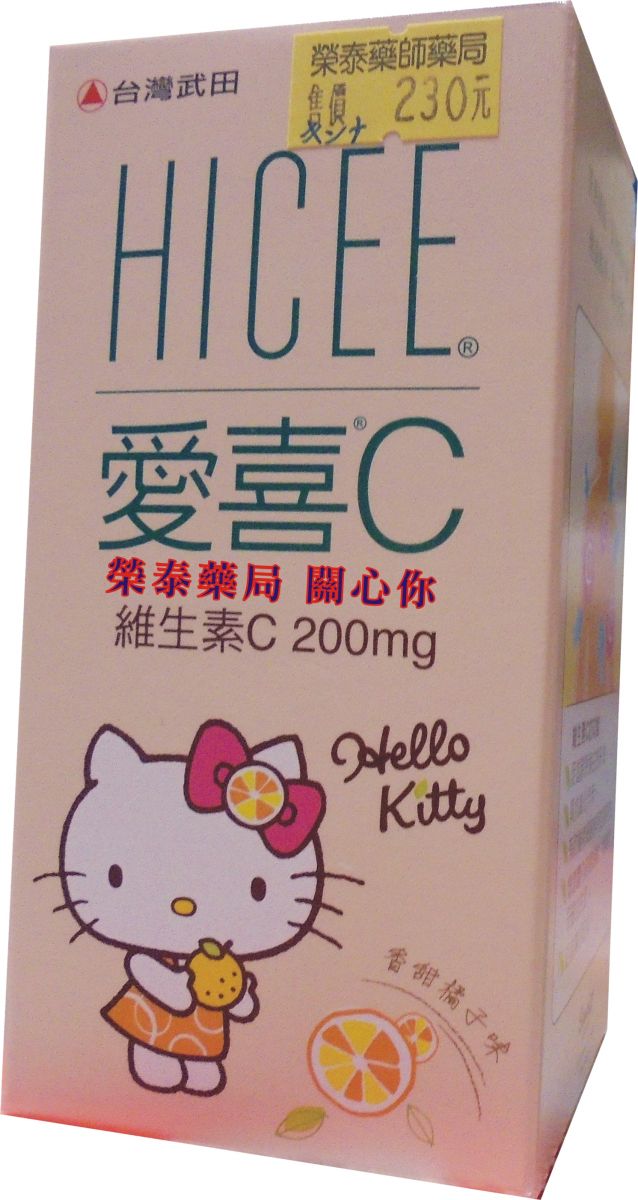 台灣武田
榮泰藥師藥局
售價 230元
HICEE®
愛喜®C
榮泰藥局 關心你
維生素C 200mg
Hello
Kitty
香甜橘子味